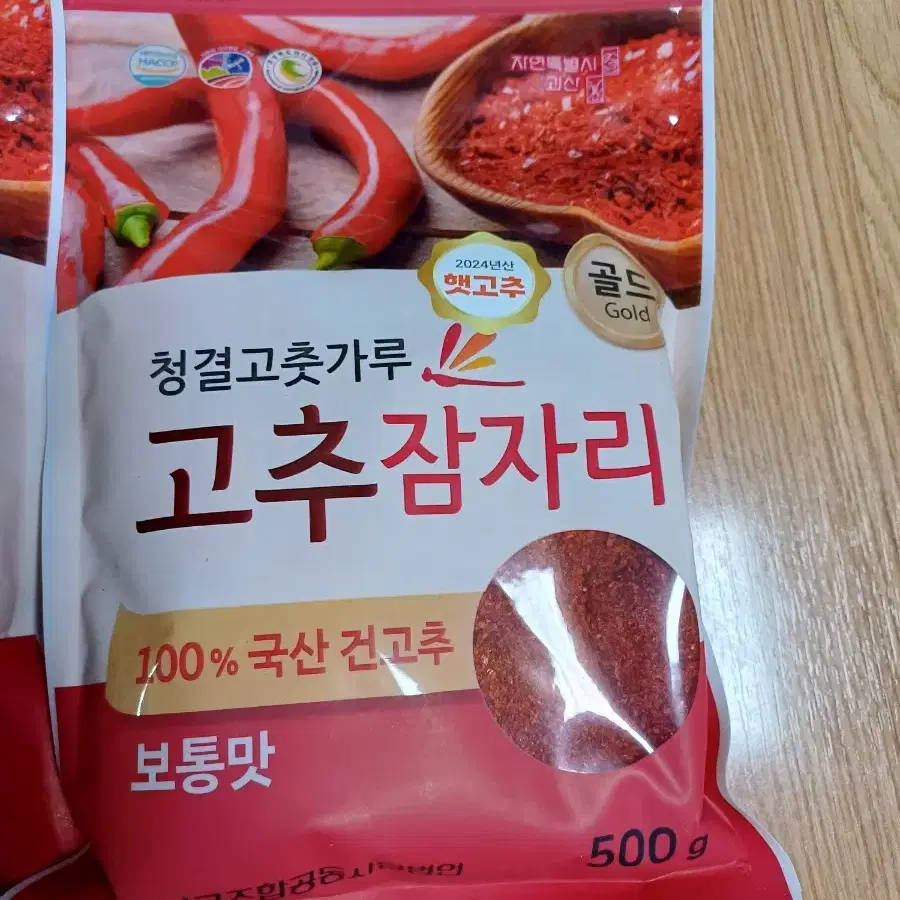 HACCP
자연특별시
괴산
2024년산
햇고추
골드
Gold
청결고춧가루
고추잠자리
100% 국산 건고추
보통맛
500 g